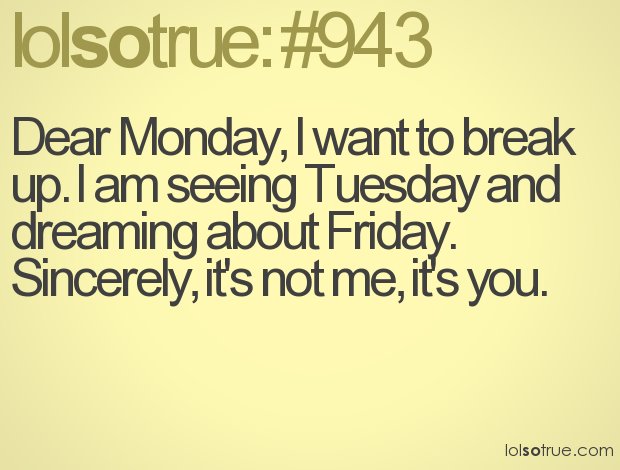 lolsotrue: #943
Dear Monday, I want to break
up. I am seeing Tuesday and
dreaming about Friday.
Sincerely, it's not me, it's you.
lolsotrue.com